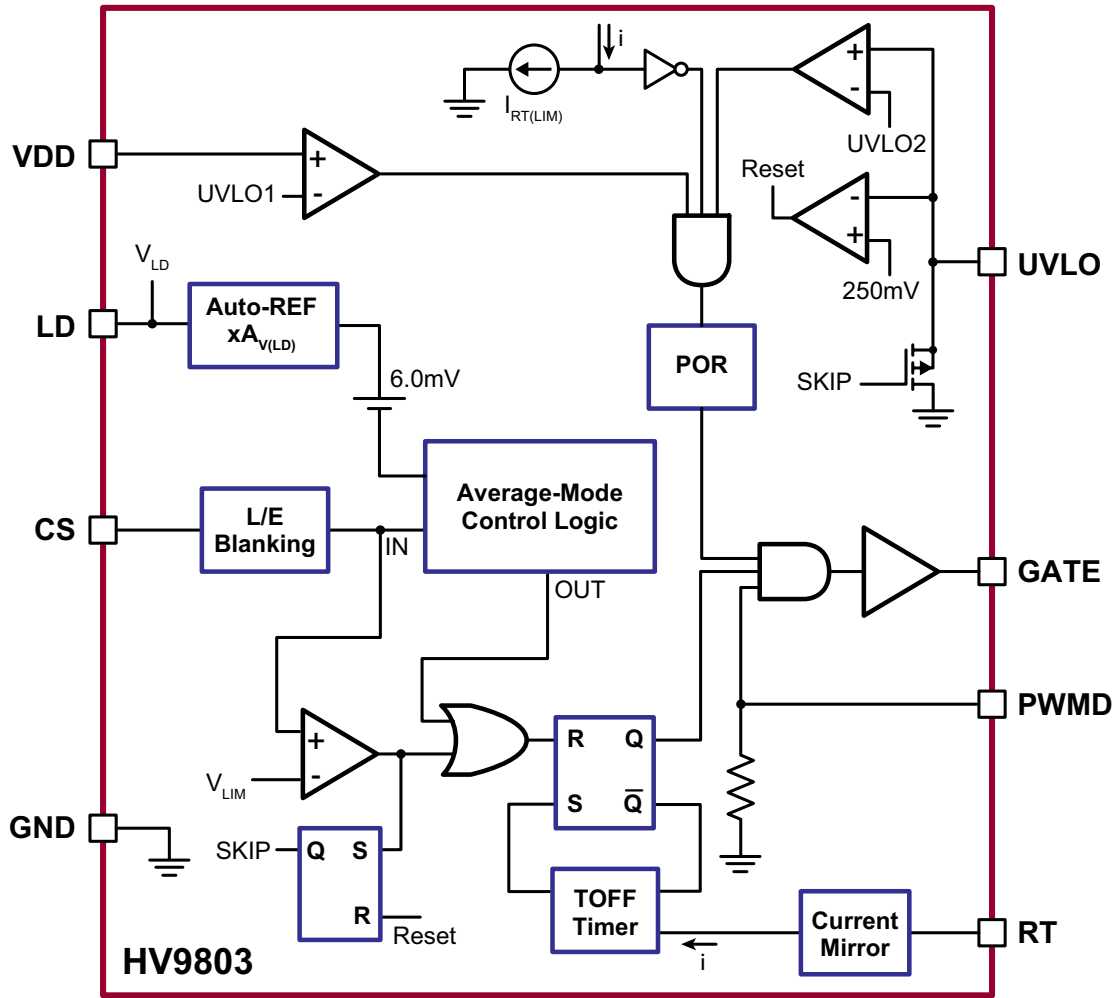 i
I_RT(LIM)
+
-
UVLO2
VDD
+
-
UVLO1
Reset
-
+
250mV
UVLO
V_LD
LD
Auto-REF
xA_V(LD)
6.0mV
POR
SKIP
CS
L/E
Blanking
IN
Average-Mode
Control Logic
OUT
GATE
PWMD
+
-
V_LIM
R Q
S Q̅
GND
SKIP
Q S
R
Reset
TOFF
Timer
i
Current
Mirror
RT
HV9803